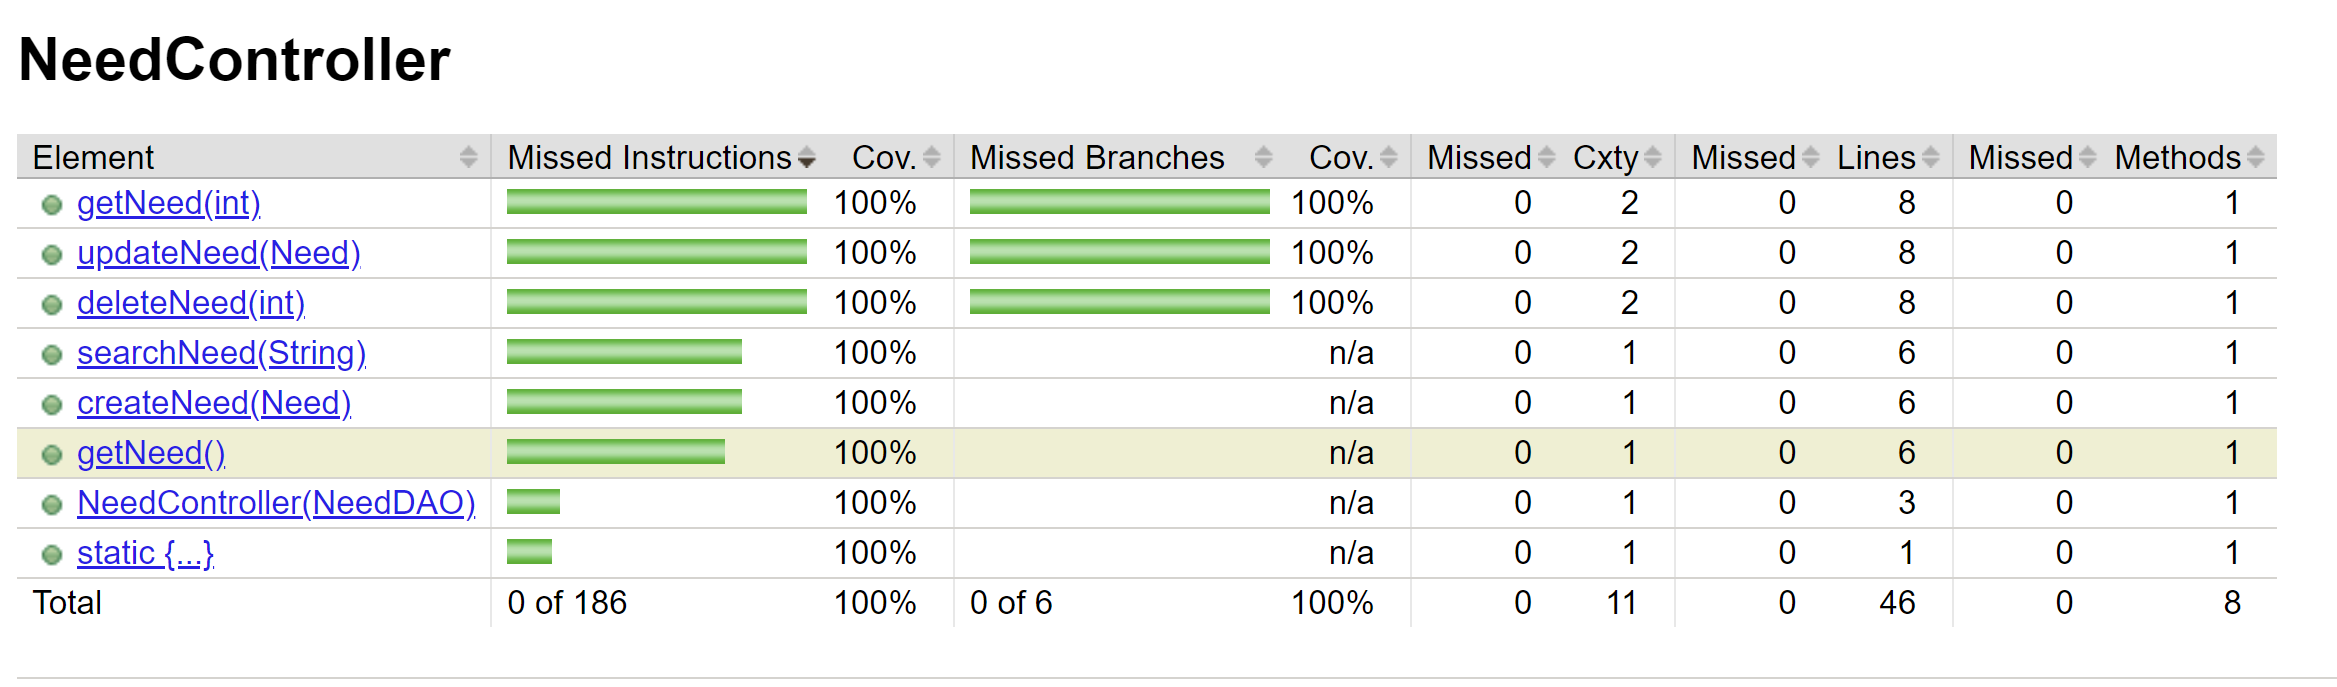 NeedController
Element Missed Instructions Cov. Missed Branches Cov. Missed Cxty Missed Lines Missed Methods
getNeed(int) 100% 100% 0 2 0 8 0 1
updateNeed(Need) 100% 100% 0 2 0 8 0 1
deleteNeed(int) 100% 100% 0 2 0 8 0 1
searchNeed(String) 100% n/a 0 1 0 6 0 1
createNeed(Need) 100% n/a 0 1 0 6 0 1
getNeed() 100% n/a 0 1 0 6 0 1
NeedController(NeedDAO) 100% n/a 0 1 0 3 0 1
static {...} 100% n/a 0 1 0 1 0 1
Total 0 of 186 100% 0 of 6 100% 0 11 0 46 0 8